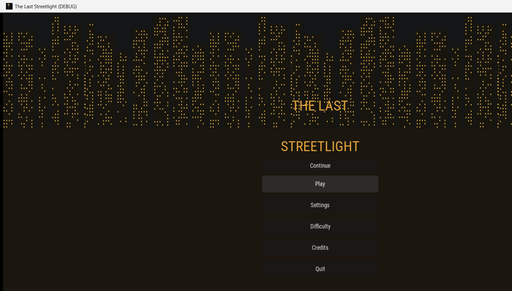 The Last Streetlight (DEBUG)
THE LAST
STREETLIGHT
Continue
Play
Settings
Difficulty
Credits
Quit